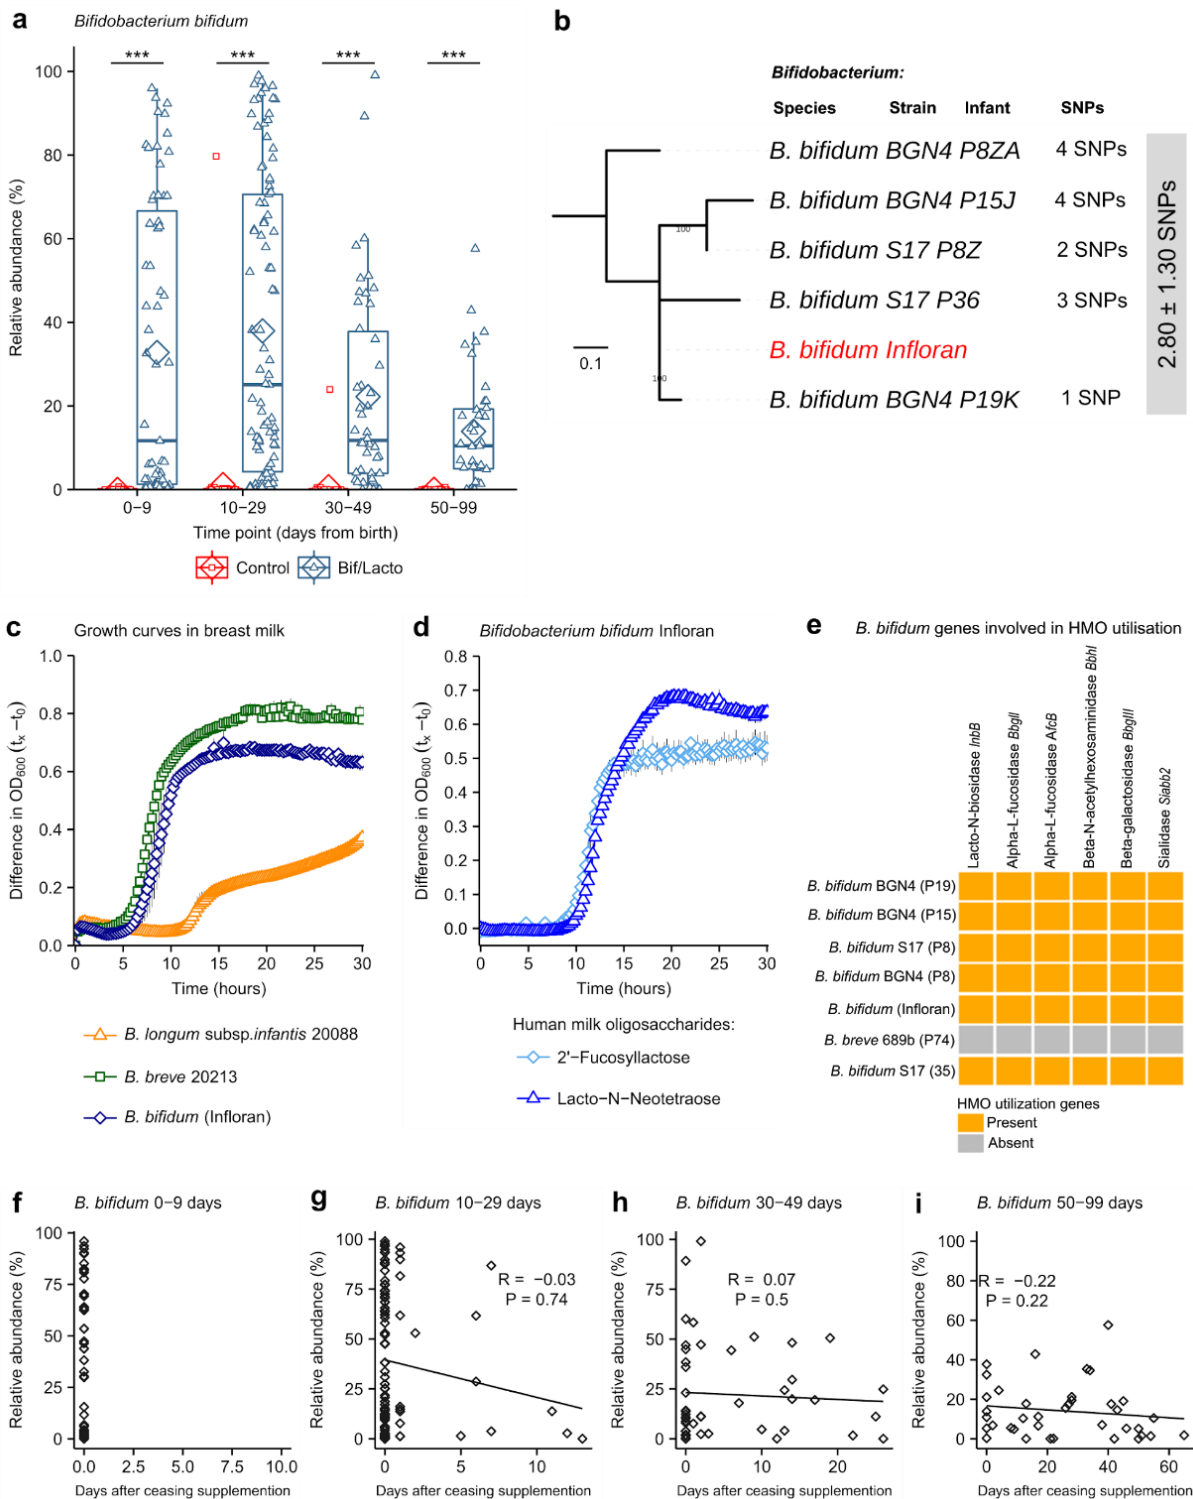 a
Bifidobacterium bifidum
*** *** *** ***
100
80
60
40
20
0
Relative abundance (%)
0−9 10−29 30−49 50−99
Time point (days from birth)
Control Bif/Lacto
b
Bifidobacterium:
Species Strain Infant SNPs
B. bifidum BGN4 P8ZA 4 SNPs
B. bifidum BGN4 P15J 4 SNPs
100
B. bifidum S17 P8Z 2 SNPs
B. bifidum S17 P36 3 SNPs
B. bifidum Infloran
0.1
100
B. bifidum BGN4 P19K 1 SNP
2.80 ± 1.30 SNPs
c
Growth curves in breast milk
1.0
0.8
0.6
0.4
0.2
0.0
Difference in OD600 (tx −t0)
0 5 10 15 20 25 30
Time (hours)
B. longum subsp.infantis 20088
B. breve 20213
B. bifidum (Infloran)
d
Bifidobacterium bifidum Infloran
0.8
0.7
0.6
0.5
0.4
0.3
0.2
0.1
0.0
Difference in OD600 (tx −t0)
0 5 10 15 20 25 30
Time (hours)
Human milk oligosaccharides:
2'−Fucosyllactose
Lacto−N−Neotetraose
e
B. bifidum genes involved in HMO utilisation
Lacto-N-biosidase lnbB
Alpha-L-fucosidase BbgII
Alpha-L-fucosidase AfcB
Beta-N-acetylhexosaminidase BbhI
Beta-galactosidase BbgIII
Sialidase Siabb2
B. bifidum BGN4 (P19)
B. bifidum BGN4 (P15)
B. bifidum S17 (P8)
B. bifidum BGN4 (P8)
B. bifidum (Infloran)
B. breve 689b (P74)
B. bifidum S17 (35)
HMO utilization genes
Present
Absent
f
B. bifidum 0−9 days
100
75
50
25
0
Relative abundance (%)
0.0 2.5 5.0 7.5 10.0
Days after ceasing supplemention
g
B. bifidum 10−29 days
100
75
50
25
0
Relative abundance (%)
R = −0.03
P = 0.74
0 5 10
Days after ceasing supplemention
h
B. bifidum 30−49 days
100
75
50
25
0
Relative abundance (%)
R = 0.07
P = 0.5
0 10 20
Days after ceasing supplemention
i
B. bifidum 50−99 days
100
80
60
40
20
0
Relative abundance (%)
R = −0.22
P = 0.22
0 20 40 60
Days after ceasing supplemention